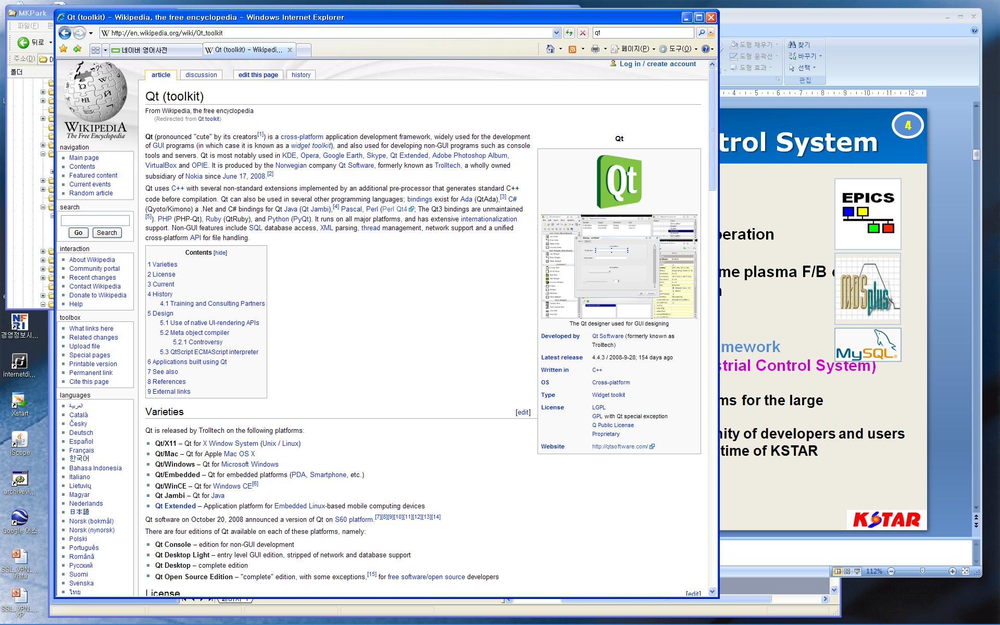 MKPark
Qt (toolkit) - Wikipedia, the free encyclopedia - Windows Internet Explorer
파일(F)
뒤로
주소(D)
폴더
http://en.wikipedia.org/wiki/Qt_toolkit
qt
네이버 영어사전
Qt (toolkit) - Wikipedi...
페이지(P)
도구(O)
도형 채우기
도형 윤곽선
도형 효과
찾기
바꾸기
선택
편집
Log in / create account
article
discussion
edit this page
history
WIKIPEDIA
The Free Encyclopedia
navigation
Main page
Contents
Featured content
Current events
Random article
search
Go
Search
interaction
About Wikipedia
Community portal
Recent changes
Contact Wikipedia
Donate to Wikipedia
Help
toolbox
What links here
Related changes
Upload file
Special pages
Printable version
Permanent link
Cite this page
languages
العربية
Català
Česky
Deutsch
Español
Français
한국어
Bahasa Indonesia
Italiano
Lietuvių
Magyar
Nederlands
日本語
Norsk (bokmål)
Norsk (nynorsk)
Polski
Português
Română
Русский
Suomi
Svenska
ไทย
Qt (toolkit)
From Wikipedia, the free encyclopedia
(Redirected from Qt toolkit)
Qt (pronounced "cute" by its creators[1]) is a cross-platform application development framework, widely used for the development
of GUI programs (in which case it is known as a widget toolkit), and also used for developing non-GUI programs such as console
tools and servers. Qt is most notably used in KDE, Opera, Google Earth, Skype, Qt Extended, Adobe Photoshop Album,
VirtualBox and OPIE. It is produced by the Norwegian company Qt Software, formerly known as Trolltech, a wholly owned
subsidiary of Nokia since June 17, 2008.[2]
Qt uses C++ with several non-standard extensions implemented by an additional pre-processor that generates standard C++
code before compilation. Qt can also be used in several other programming languages; bindings exist for Ada (QtAda),[3] C#
(Qyoto/Kimono) a .Net and C# bindings for Qt Java (Qt Jambi),[4] Pascal, Perl (Perl Qt4; The Qt3 bindings are unmaintained
[5]). PHP (PHP-Qt), Ruby (QtRuby), and Python (PyQt). It runs on all major platforms, and has extensive internationalization
support. Non-GUI features include SQL database access, XML parsing, thread management, network support and a unified
cross-platform API for file handling.
Contents [hide]
1 Varieties
2 License
3 Current
4 History
4.1 Training and Consulting Partners
5 Design
5.1 Use of native UI-rendering APIs
5.2 Meta object compiler
5.2.1 Controversy
5.3 QtScript ECMAScript interpreter
6 Applications built using Qt
7 See also
8 References
9 External links
Qt
Qt
The Qt designer used for GUI designing
Developed by Qt Software (formerly known as
Trolltech)
Latest release 4.4.3 / 2008-9-28; 154 days ago
Written in C++
OS Cross-platform
Type Widget toolkit
License LGPL
GPL with Qt special exception
Q Public License
Proprietary
Website http://qtsoftware.com/
Varieties [edit]
Qt is released by Trolltech on the following platforms:
Qt/X11 – Qt for X Window System (Unix / Linux)
Qt/Mac – Qt for Apple Mac OS X
Qt/Windows – Qt for Microsoft Windows
Qt/Embedded – Qt for embedded platforms (PDA, Smartphone, etc.)
Qt/WinCE – Qt for Windows CE[6]
Qt Jambi – Qt for Java
Qt Extended – Application platform for Embedded Linux-based mobile computing devices
Qt software on October 20, 2008 announced a version of Qt on S60 platform.[7][8][9][10][11][12][13][14]
There are four editions of Qt available on each of these platforms, namely:
Qt Console – edition for non-GUI development
Qt Desktop Light – entry level GUI edition, stripped of network and database support
Qt Desktop – complete edition
Qt Open Source Edition – "complete" edition, with some exceptions,[15] for free software/open source developers
License [edit]
4 5 6 7 8 9 10 11 12
4
trol System
EPICS
eration
me plasma F/B
MDSplus
mework
MySQL
strial Control System)
ms for the large
nity of developers and users
time of KSTAR
KSTAR
112%
NFRI
경영정보시...
internetdi...
Xstart
jScope
archivevi...
Google 어스
SSL_VPN_...
Vista
SSL_VPN_...
XP